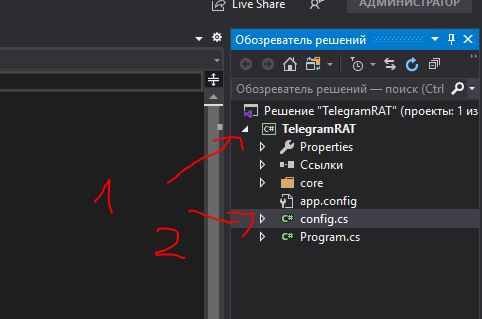 Live Share
АДМИНИСТРАТОР
Обозреватель решений
Обозреватель решений — поиск (Ctrl
Решение "TelegramRAT" (проекты: 1 из
C# TelegramRAT
Properties
Ссылки
core
app.config
C# config.cs
C# Program.cs
1
2